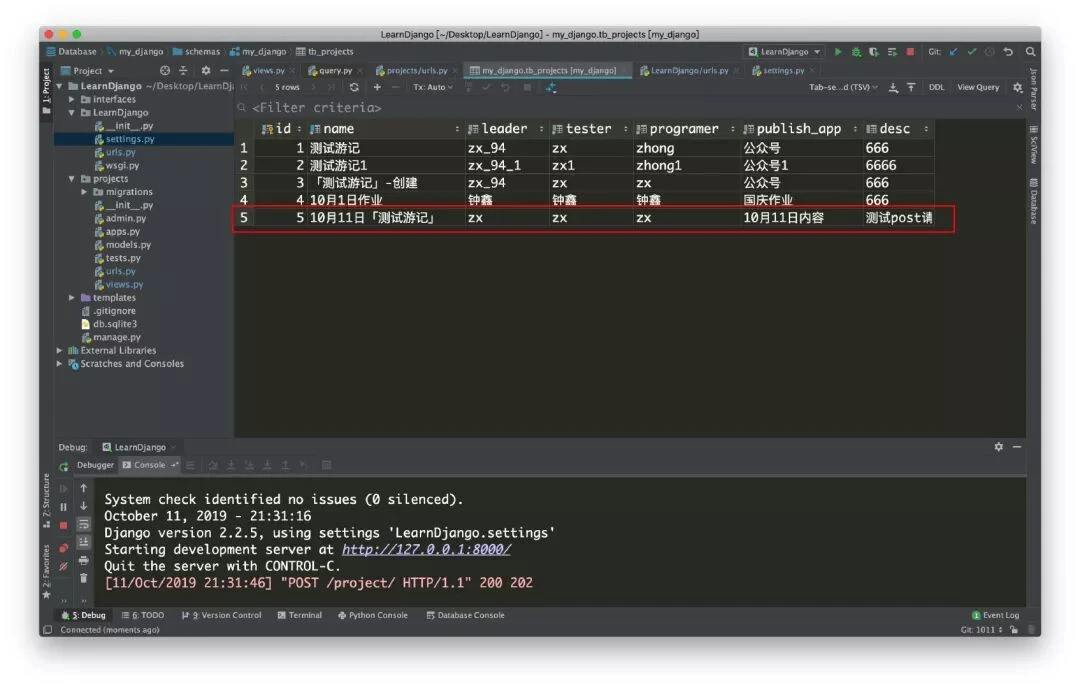 LearnDjango [~/Desktop/LearnDjango] - my_django.tb_projects [my_django]
Database my_django schemas my_django tb_projects LearnDjango Git:
Project views.py query.py projects/urls.py my_django.tb_projects [my_django] LearnDjango/urls.py settings.py
LearnDjango ~/Desktop/LearnDj 5 rows Tx: Auto Tab-se...d (TSV) DDL View Query
interfaces
LearnDjango
__init__.py
settings.py
urls.py
wsgi.py
projects
migrations
__init__.py
admin.py
apps.py
models.py
tests.py
urls.py
views.py
templates
.gitignore
db.sqlite3
manage.py
External Libraries
Scratches and Consoles
<Filter criteria>
id name leader tester programer publish_app desc
1 1 测试游记 zx_94 zx zhong 公众号 666
2 2 测试游记1 zx_94_1 zx1 zhong1 公众号1 6666
3 3 「测试游记」-创建 zx_94 zx zx 公众号 666
4 4 10月1日作业 钟鑫 钟鑫 钟鑫 国庆作业 666
5 5 10月11日「测试游记」 zx zx zx 10月11日内容 测试post请
1: Project
Json Parser
SciView
Database
Debug: LearnDjango
Debugger Console
7: Structure
2: Favorites
System check identified no issues (0 silenced).
October 11, 2019 - 21:31:16
Django version 2.2.5, using settings 'LearnDjango.settings'
Starting development server at http://127.0.0.1:8000/
Quit the server with CONTROL-C.
[11/Oct/2019 21:31:46] "POST /project/ HTTP/1.1" 200 202
5: Debug 6: TODO 9: Version Control Terminal Python Console Database Console 1 Event Log
Connected (moments ago) Git: 1011